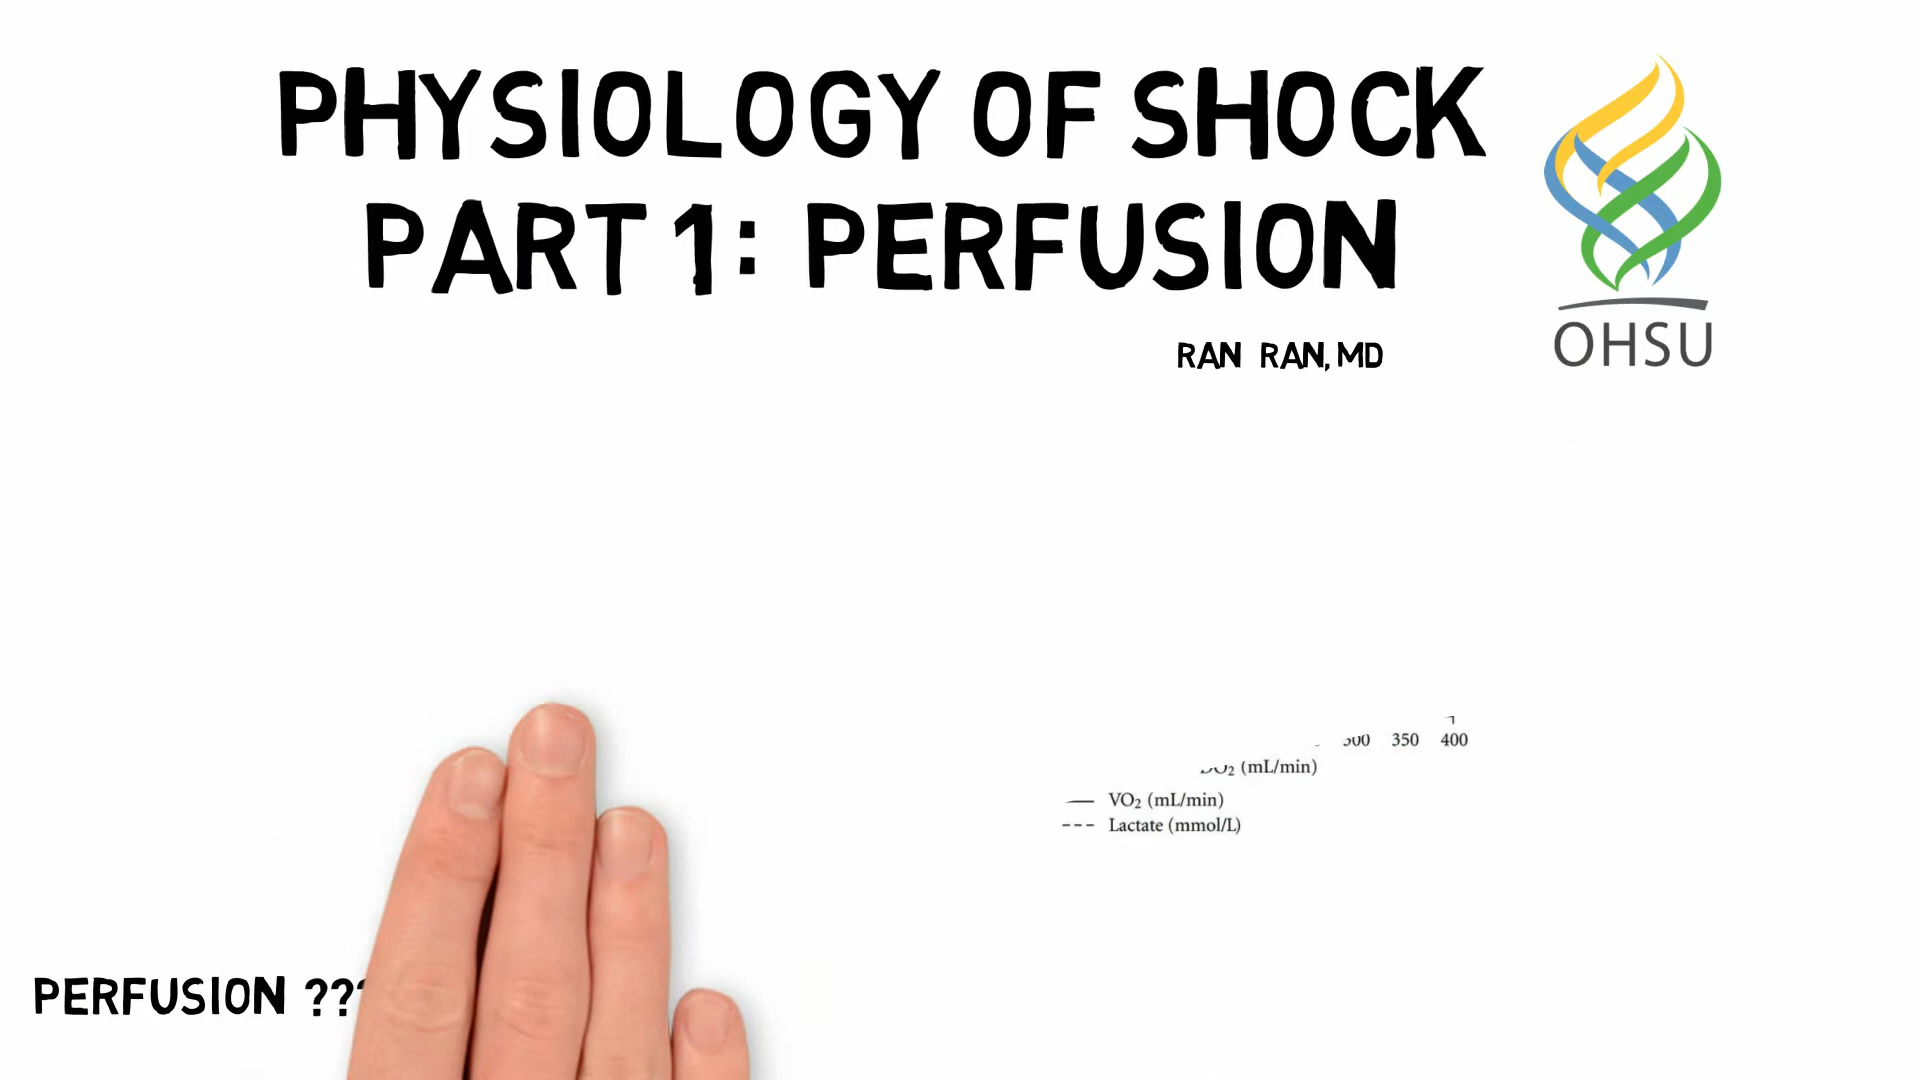 PHYSIOLOGY OF SHOCK
PART 1: PERFUSION
RAN RAN, MD
OHSU
350 400
(mL/min)
VO₂ (mL/min)
Lactate (mmol/L)
PERFUSION ??